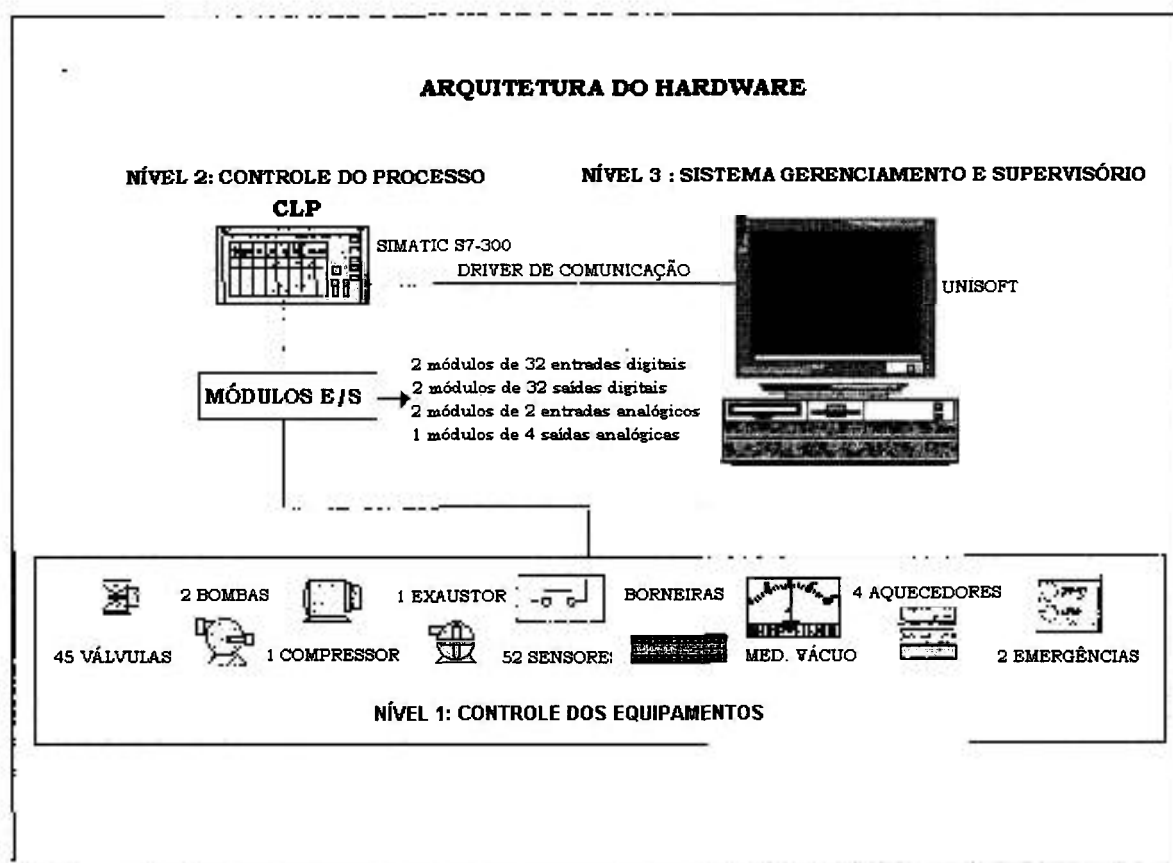 ARQUITETURA DO HARDWARE
NÍVEL 2: CONTROLE DO PROCESSO
CLP
SIMATIC S7-300
DRIVER DE COMUNICAÇÃO
NÍVEL 3 : SISTEMA GERENCIAMENTO E SUPERVISÓRIO
UNISOFT
MÓDULOS E/S
2 módulos de 32 entradas digitais
2 módulos de 32 saídas digitais
2 módulos de 2 entradas analógicos
1 módulos de 4 saídas analógicas
45 VÁLVULAS
2 BOMBAS
1 COMPRESSOR
1 EXAUSTOR
52 SENSORES
BORNEIRAS
MED. VÁCUO
4 AQUECEDORES
2 EMERGÊNCIAS
NÍVEL 1: CONTROLE DOS EQUIPAMENTOS